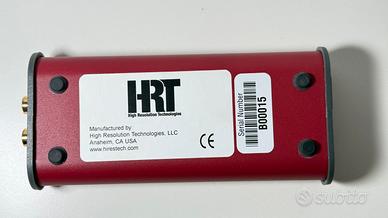 HRT
High Resolution Technologies
Manufactured by
High Resolution Technologies, LLC
Anaheim, CA USA
www.hirestech.com
CE
Serial Number
B00015
subito